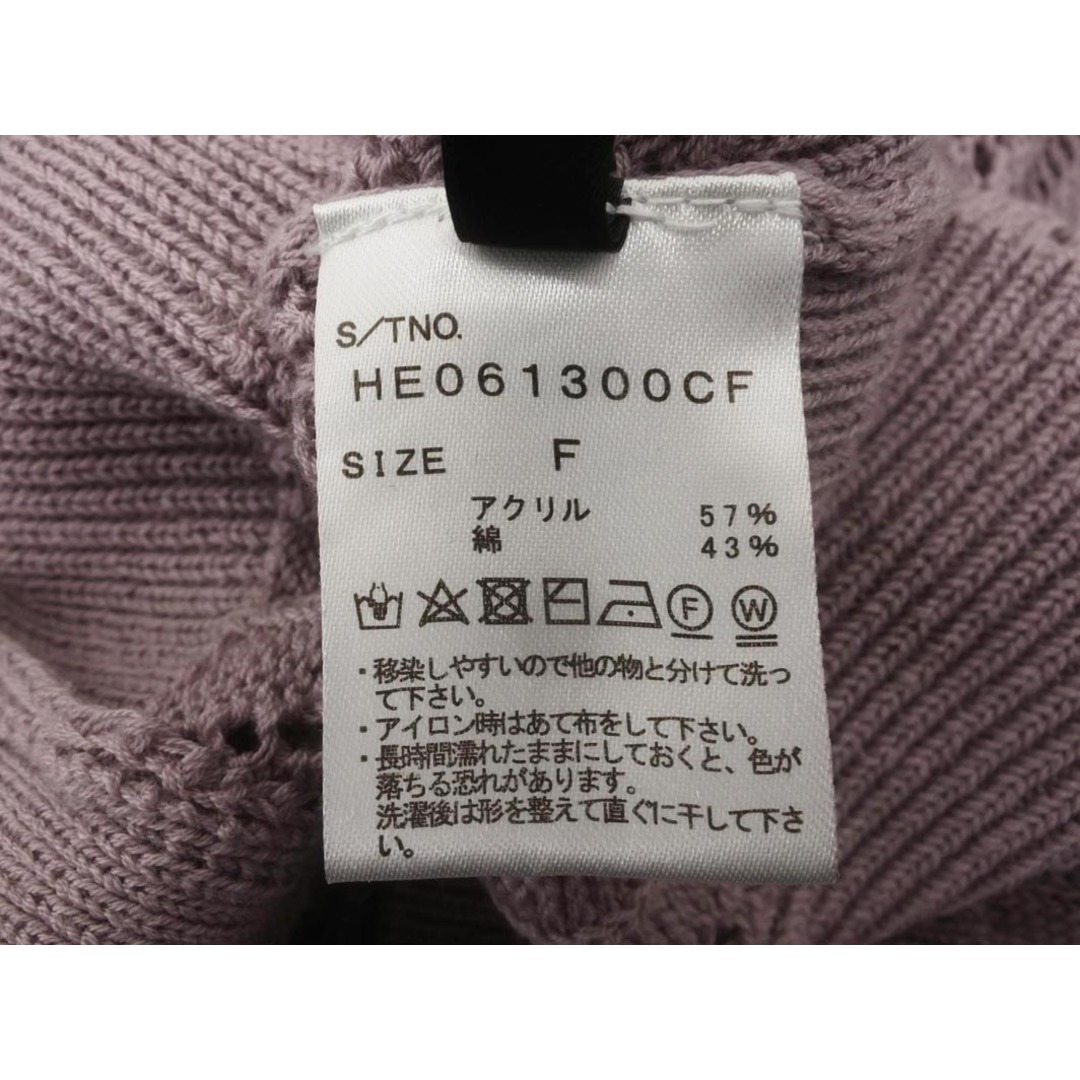 S/TNO.
HE061300CF
SIZE F
アクリル 57%
綿 43%
F W
・移染しやすいので他の物と分けて洗っ
て下さい。
・アイロン時はあて布をして下さい。
・長時間濡れたままにしておくと、色が
落ちる恐れがあります。
洗濯後は形を整えて直ぐに干して下さ
い。